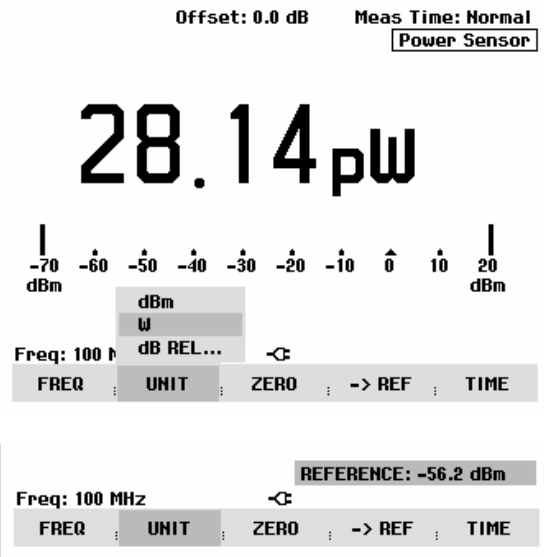 Offset: 0.0 dB Meas Time: Normal
Power Sensor
28.14 pW
-70 -60 -50 -40 -30 -20 -10 0 10 20
dBm dBm
dBm
W
dB REL...
Freq: 100
FREQ UNIT ZERO -> REF TIME
REFERENCE: -56.2 dBm
Freq: 100 MHz
FREQ UNIT ZERO -> REF TIME